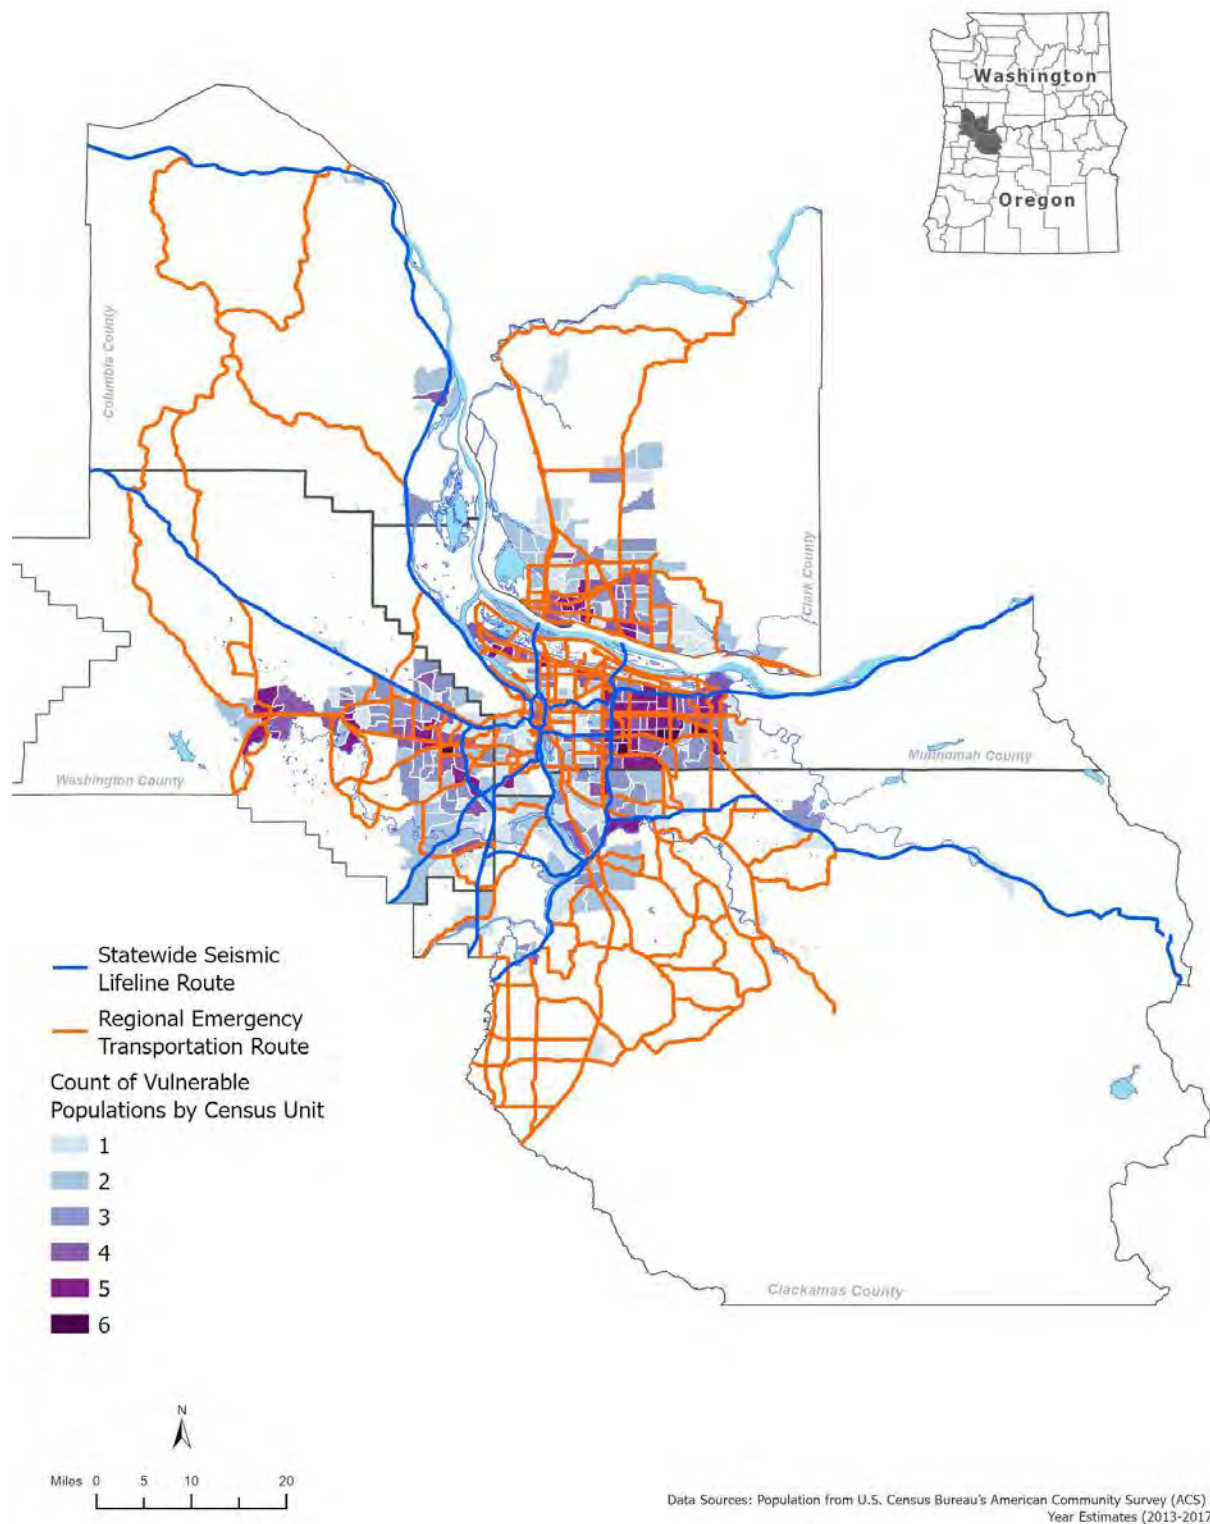 Washington
Oregon
Columbia County
Clark County
Multnomah County
Washington County
Statewide Seismic
Lifeline Route
Regional Emergency
Transportation Route
Count of Vulnerable
Populations by Census Unit
1
2
3
4
5
6
Clackamas County
N
Miles 0 5 10 20
Data Sources: Population from U.S. Census Bureau's American Community Survey (ACS)
Year Estimates (2013-2017